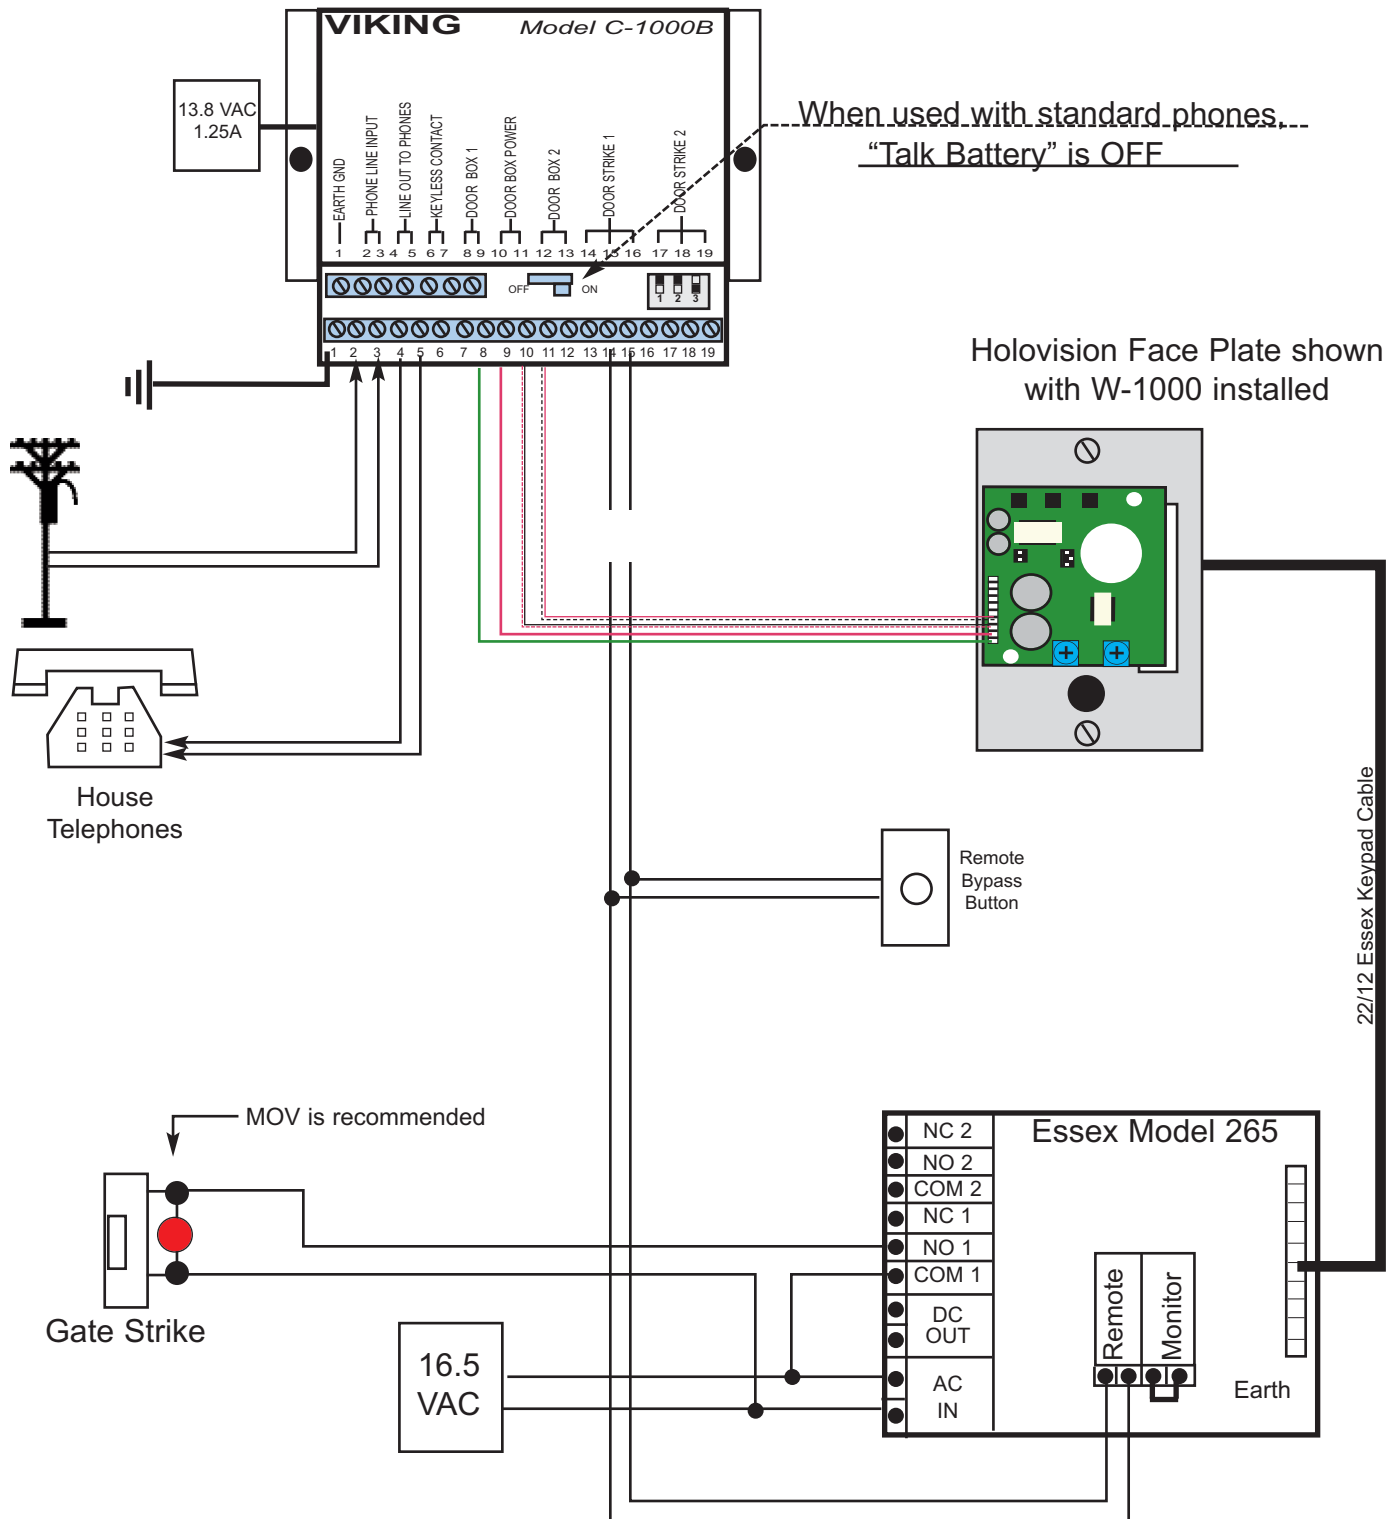 VIKING Model C-1000B
13.8 VAC
1.25A
When used with standard phones,
“Talk Battery” is OFF
EARTH GND
PHONE LINE INPUT
LINE OUT TO PHONES
KEYLESS CONTACT
DOOR BOX 1
DOOR BOX POWER
DOOR BOX 2
DOOR STRIKE 1
DOOR STRIKE 2
1 2 3 4 5 6 7 8 9 10 11 12 13 14 15 16 17 18 19
OFF ON
1 2 3
1 2 3 4 5 6 7 8 9 10 11 12 13 14 15 16 17 18 19
Holovision Face Plate shown
with W-1000 installed
House
Telephones
22/12 Essex Keypad Cable
Remote
Bypass
Button
MOV is recommended
Gate Strike
16.5
VAC
Essex Model 265
NC 2
NO 2
COM 2
NC 1
NO 1
COM 1
DC
OUT
AC
IN
Remote
Monitor
Earth